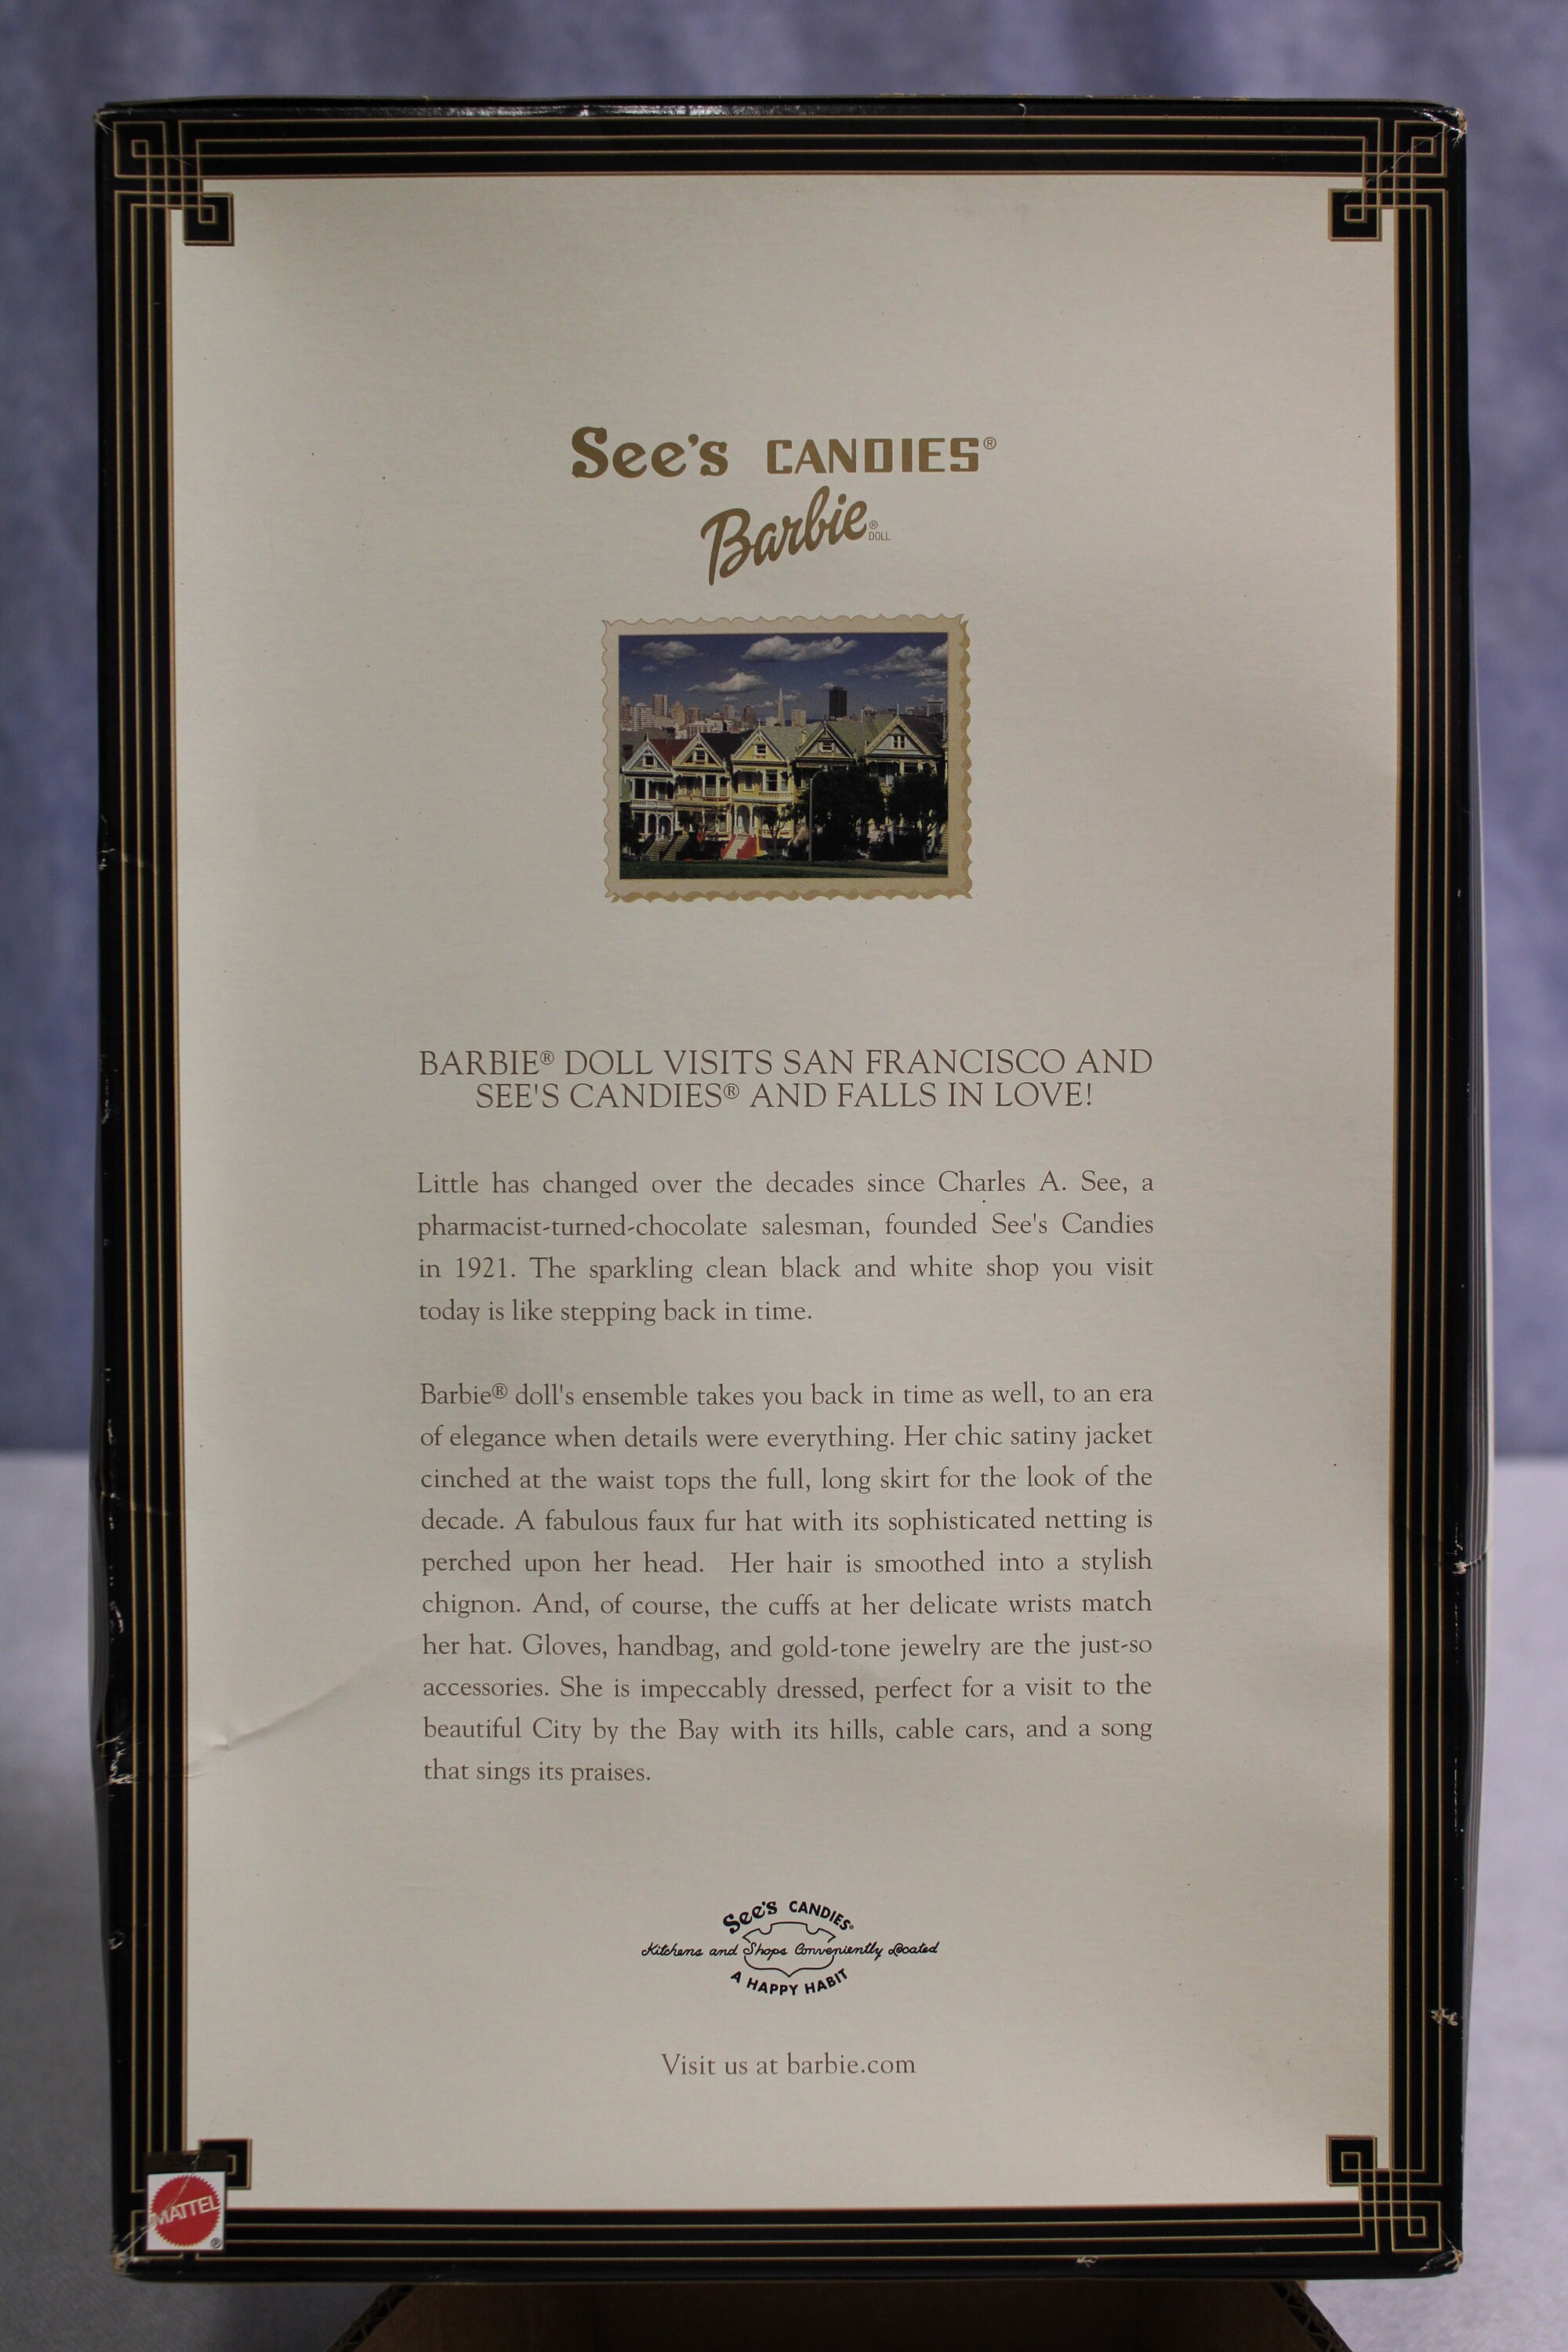 See's CANDIES®
Barbie® DOLL
BARBIE® DOLL VISITS SAN FRANCISCO AND
SEE'S CANDIES® AND FALLS IN LOVE!
Little has changed over the decades since Charles A. See, a
pharmacist-turned-chocolate salesman, founded See's Candies
in 1921. The sparkling clean black and white shop you visit
today is like stepping back in time.
Barbie® doll's ensemble takes you back in time as well, to an era
of elegance when details were everything. Her chic satiny jacket
cinched at the waist tops the full, long skirt for the look of the
decade. A fabulous faux fur hat with its sophisticated netting is
perched upon her head. Her hair is smoothed into a stylish
chignon. And, of course, the cuffs at her delicate wrists match
her hat. Gloves, handbag, and gold-tone jewelry are the just-so
accessories. She is impeccably dressed, perfect for a visit to the
beautiful City by the Bay with its hills, cable cars, and a song
that sings its praises.
See's CANDIES®
Kitchens and Shops Conveniently Located
A HAPPY HABIT
Visit us at barbie.com
MATTEL®